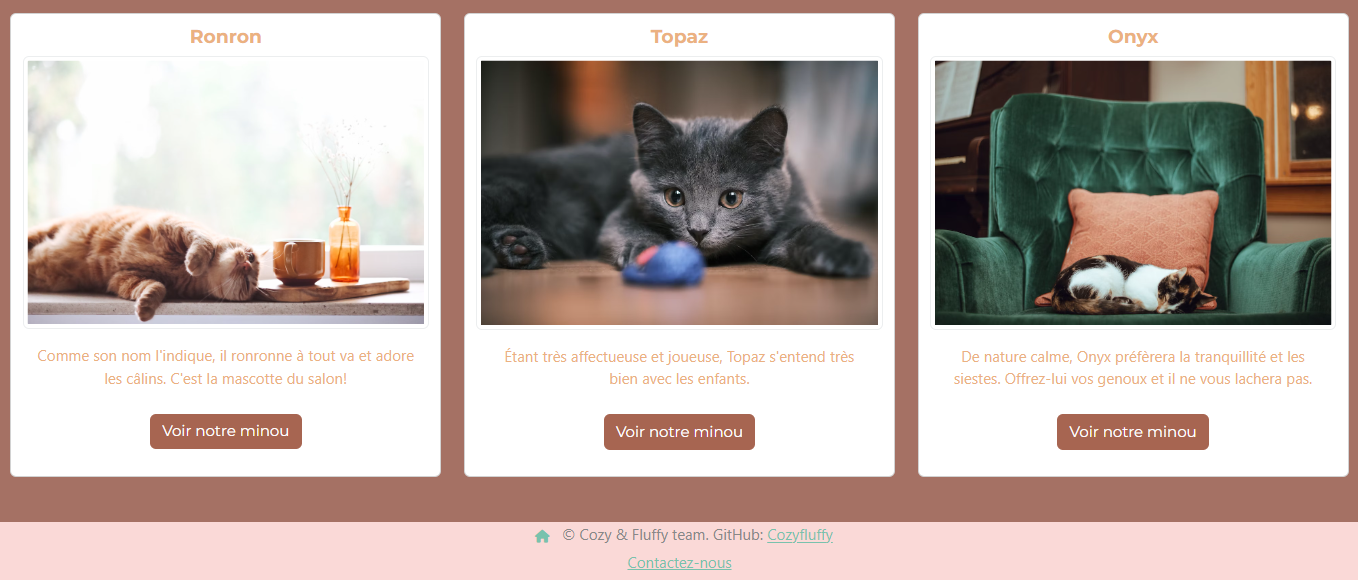 Ronron
Comme son nom l'indique, il ronronne à tout va et adore
les câlins. C'est la mascotte du salon!
Voir notre minou
Topaz
Étant très affectueuse et joueuse, Topaz s'entend très
bien avec les enfants.
Voir notre minou
Onyx
De nature calme, Onyx préfèrera la tranquillité et les
siestes. Offrez-lui vos genoux et il ne vous lachera pas.
Voir notre minou
© Cozy & Fluffy team. GitHub: Cozyfluffy
Contactez-nous